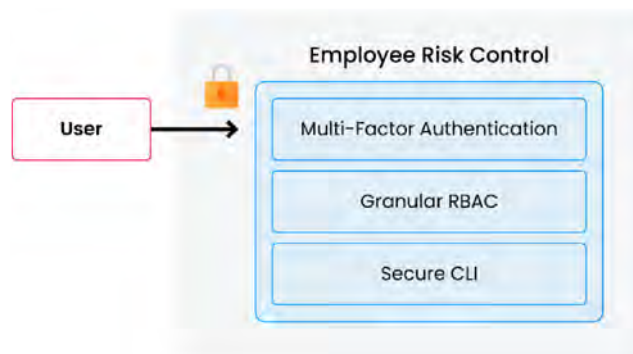 Employee Risk Control
User
Multi-Factor Authentication
Granular RBAC
Secure CLI